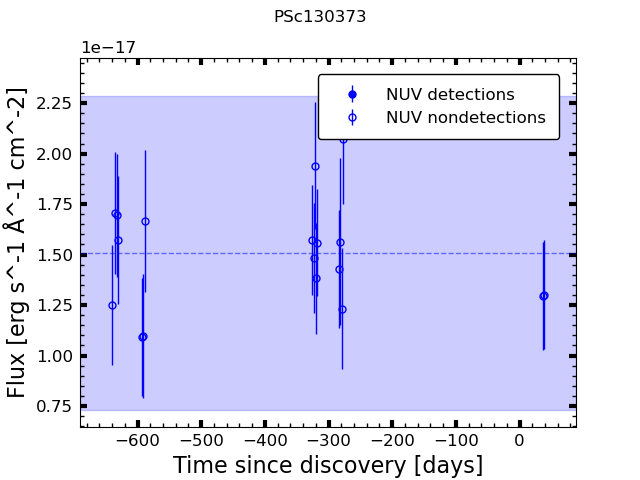 PSc130373
1e−17
NUV detections
NUV nondetections
2.25
2.00
1.75
1.50
1.25
1.00
0.75
Flux [erg s^-1 Å^-1 cm^-2]
−600 −500 −400 −300 −200 −100 0
Time since discovery [days]